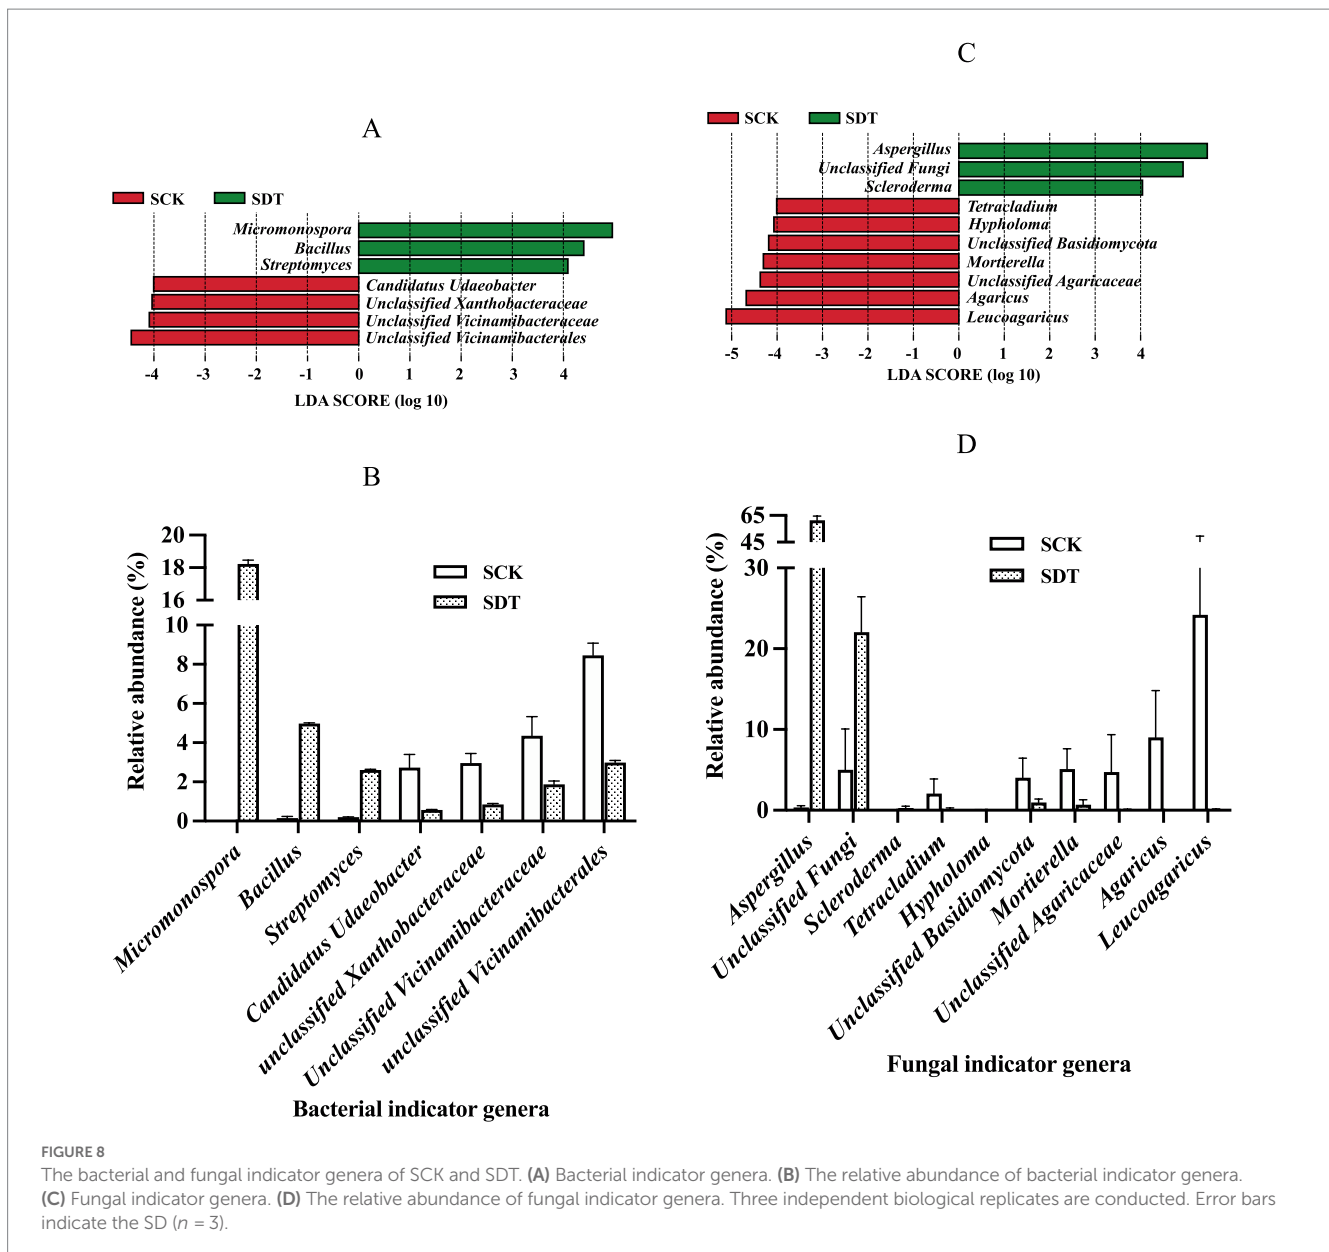 A
SCK SDT
Micromonospora
Bacillus
Streptomyces
Candidatus Udaeobacter
Unclassified Xanthobacteraceae
Unclassified Vicinamibacteraceae
Unclassified Vicinamibacterales
-4 -3 -2 -1 0 1 2 3 4
LDA SCORE (log 10)
C
SCK SDT
Aspergillus
Unclassified Fungi
Scleroderma
Tetracladium
Hypholoma
Unclassified Basidiomycota
Mortierella
Unclassified Agaricaceae
Agaricus
Leucoagaricus
-5 -4 -3 -2 -1 0 1 2 3 4
LDA SCORE (log 10)
B
Relative abundance (%)
20
18
16
10
8
6
4
2
0
SCK
SDT
Micromonospora
Bacillus
Streptomyces
Candidatus Udaeobacter
unclassified Xanthobacteraceae
Unclassified Vicinamibacteraceae
unclassified Vicinamibacterales
Bacterial indicator genera
D
Relative abundance (%)
65
45
30
20
10
0
SCK
SDT
Aspergillus
Unclassified Fungi
Scleroderma
Tetracladium
Hypholoma
Unclassified Basidiomycota
Mortierella
Unclassified Agaricaceae
Agaricus
Leucoagaricus
Fungal indicator genera
FIGURE 8
The bacterial and fungal indicator genera of SCK and SDT. (A) Bacterial indicator genera. (B) The relative abundance of bacterial indicator genera.
(C) Fungal indicator genera. (D) The relative abundance of fungal indicator genera. Three independent biological replicates are conducted. Error bars
indicate the SD (n = 3).